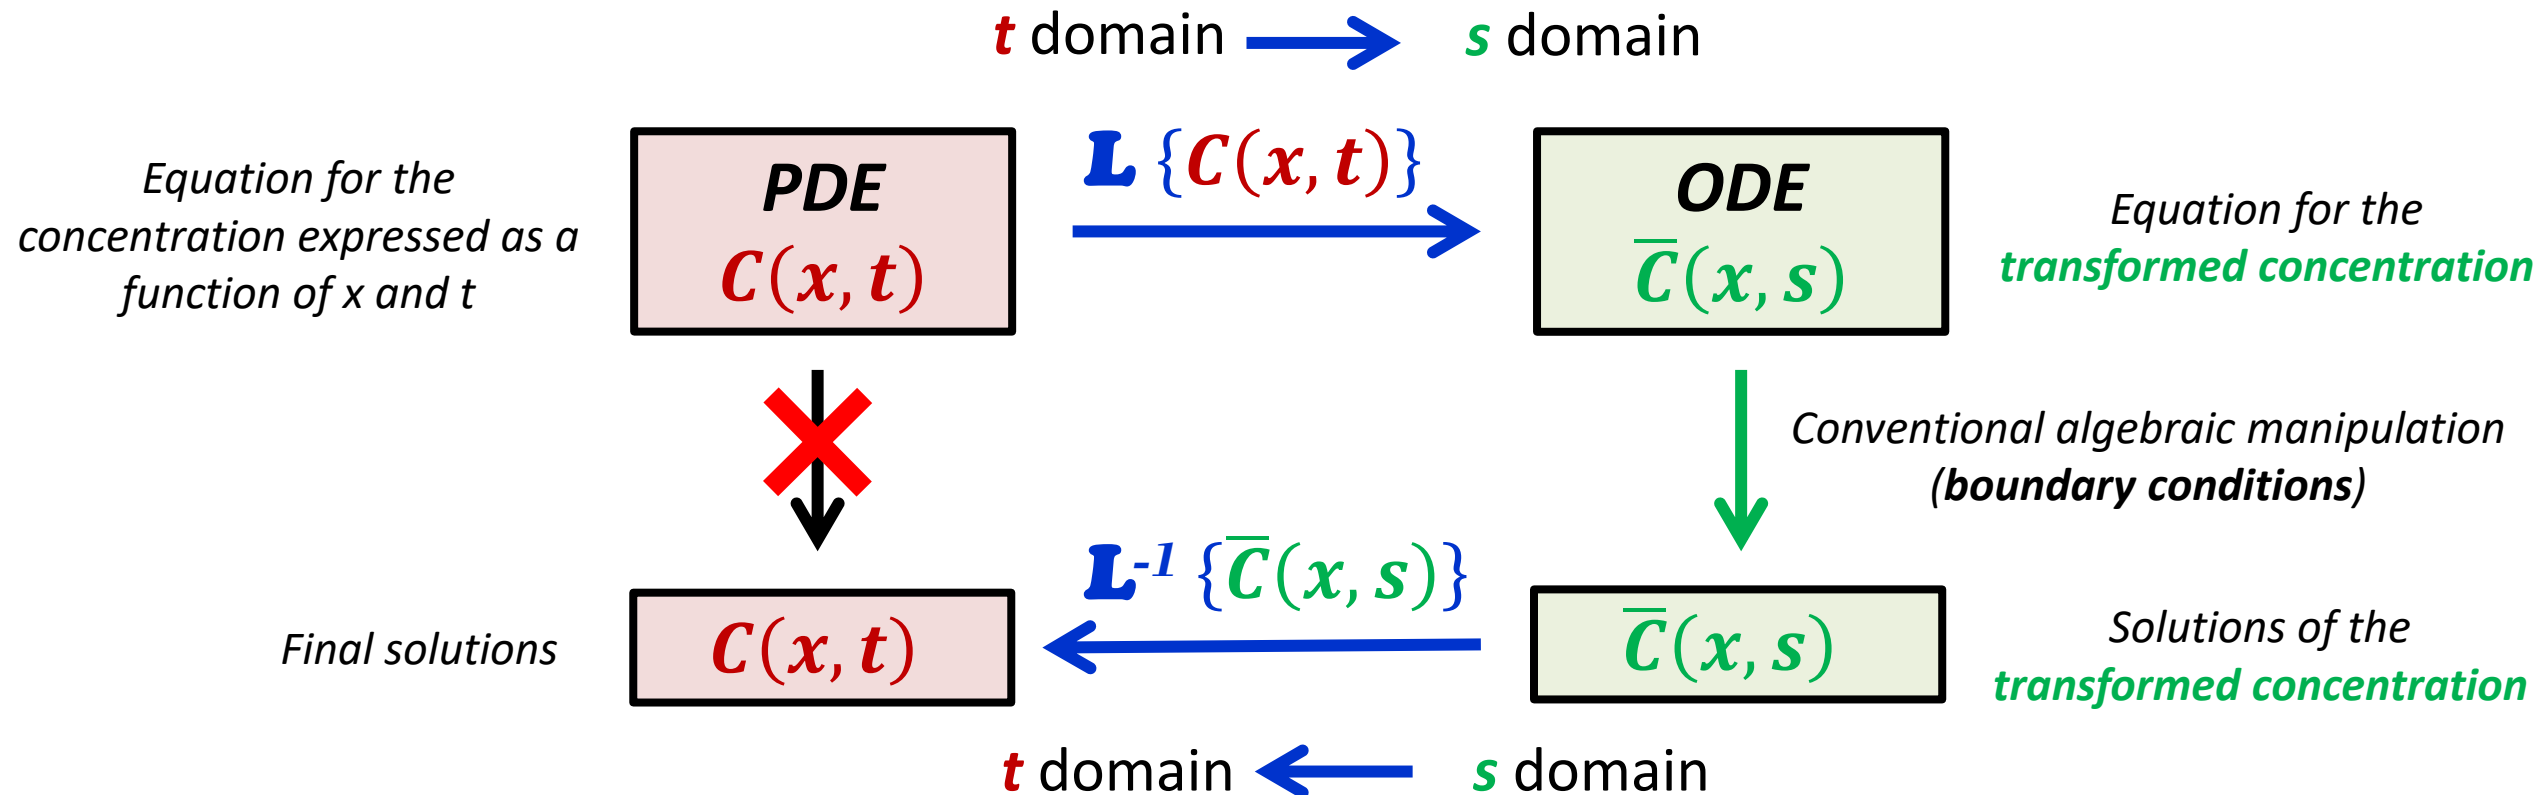 t domain s domain
Equation for the
concentration expressed as a
function of x and t
PDE
C(x, t)
L {C(x, t)}
ODE
C̅(x, s)
Equation for the
transformed concentration
Conventional algebraic manipulation
(boundary conditions)
Final solutions
C(x, t)
L⁻¹ {C̅(x, s)}
C̅(x, s)
Solutions of the
transformed concentration
t domain s domain